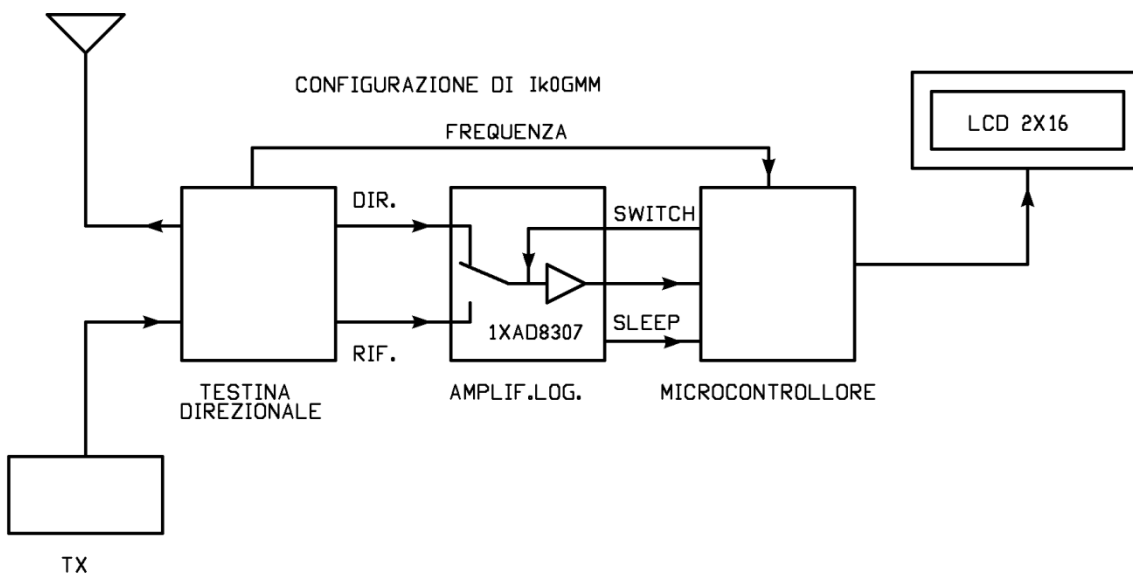 CONFIGURAZIONE DI Ik0GMM
FREQUENZA
LCD 2X16
DIR.
SWITCH
1XAD8307
SLEEP
RIF.
TESTINA
DIREZIONALE
AMPLIF.LOG.
MICROCONTROLLORE
TX